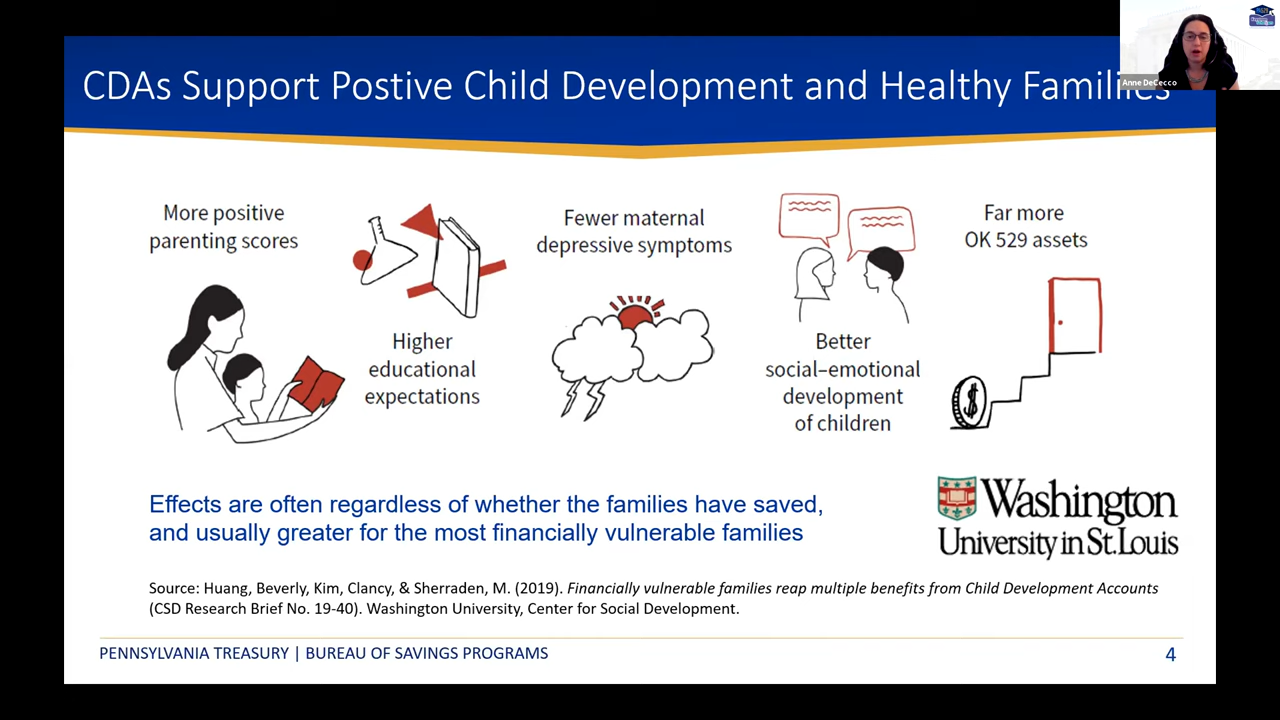 CDAs Support Postive Child Development and Healthy Families
Anne DeCecco
More positive
parenting scores
Higher
educational
expectations
Fewer maternal
depressive symptoms
Better
social–emotional
development
of children
Far more
OK 529 assets
$
Effects are often regardless of whether the families have saved,
and usually greater for the most financially vulnerable families
Washington
University in St. Louis
Source: Huang, Beverly, Kim, Clancy, & Sherraden, M. (2019). Financially vulnerable families reap multiple benefits from Child Development Accounts
(CSD Research Brief No. 19-40). Washington University, Center for Social Development.
PENNSYLVANIA TREASURY | BUREAU OF SAVINGS PROGRAMS
4